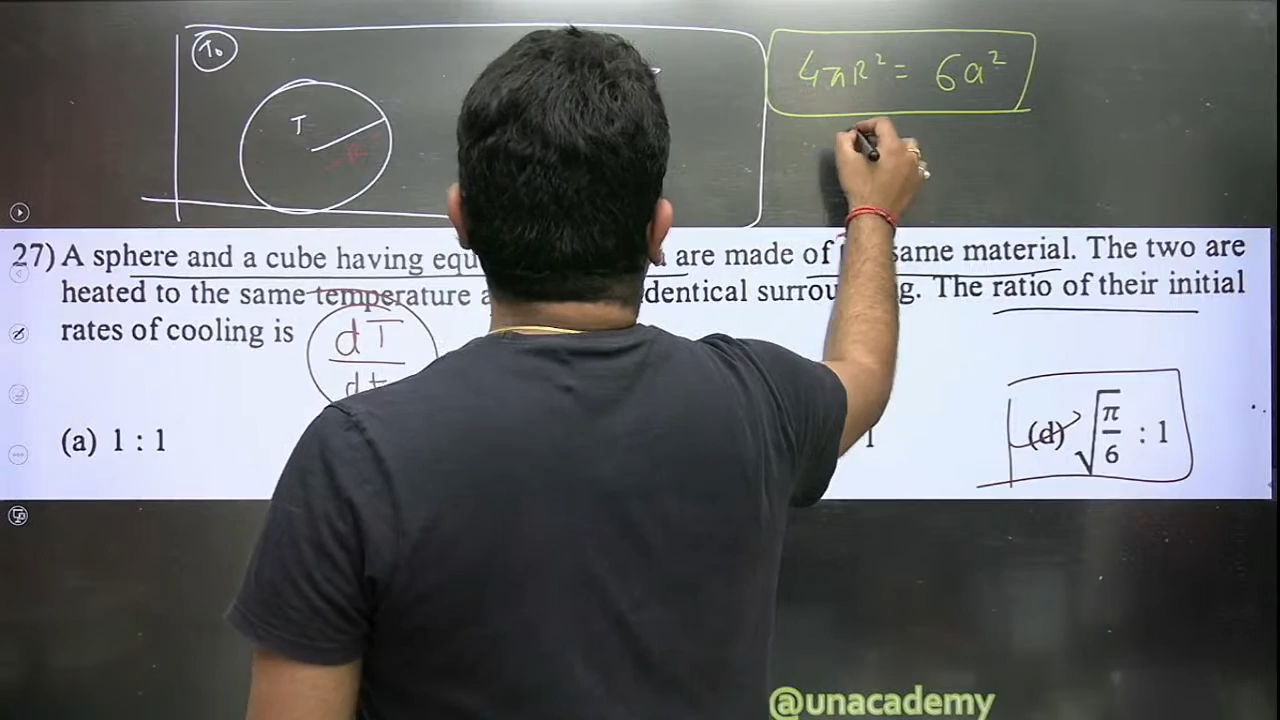 T₀
T
R
4πR² = 6a²
27) A sphere and a cube having equ are made of same material. The two are
heated to the same temperature a dentical surrou g. The ratio of their initial
rates of cooling is
dT
dt
(a) 1 : 1
1
(d) √π/6 : 1
@unacademy